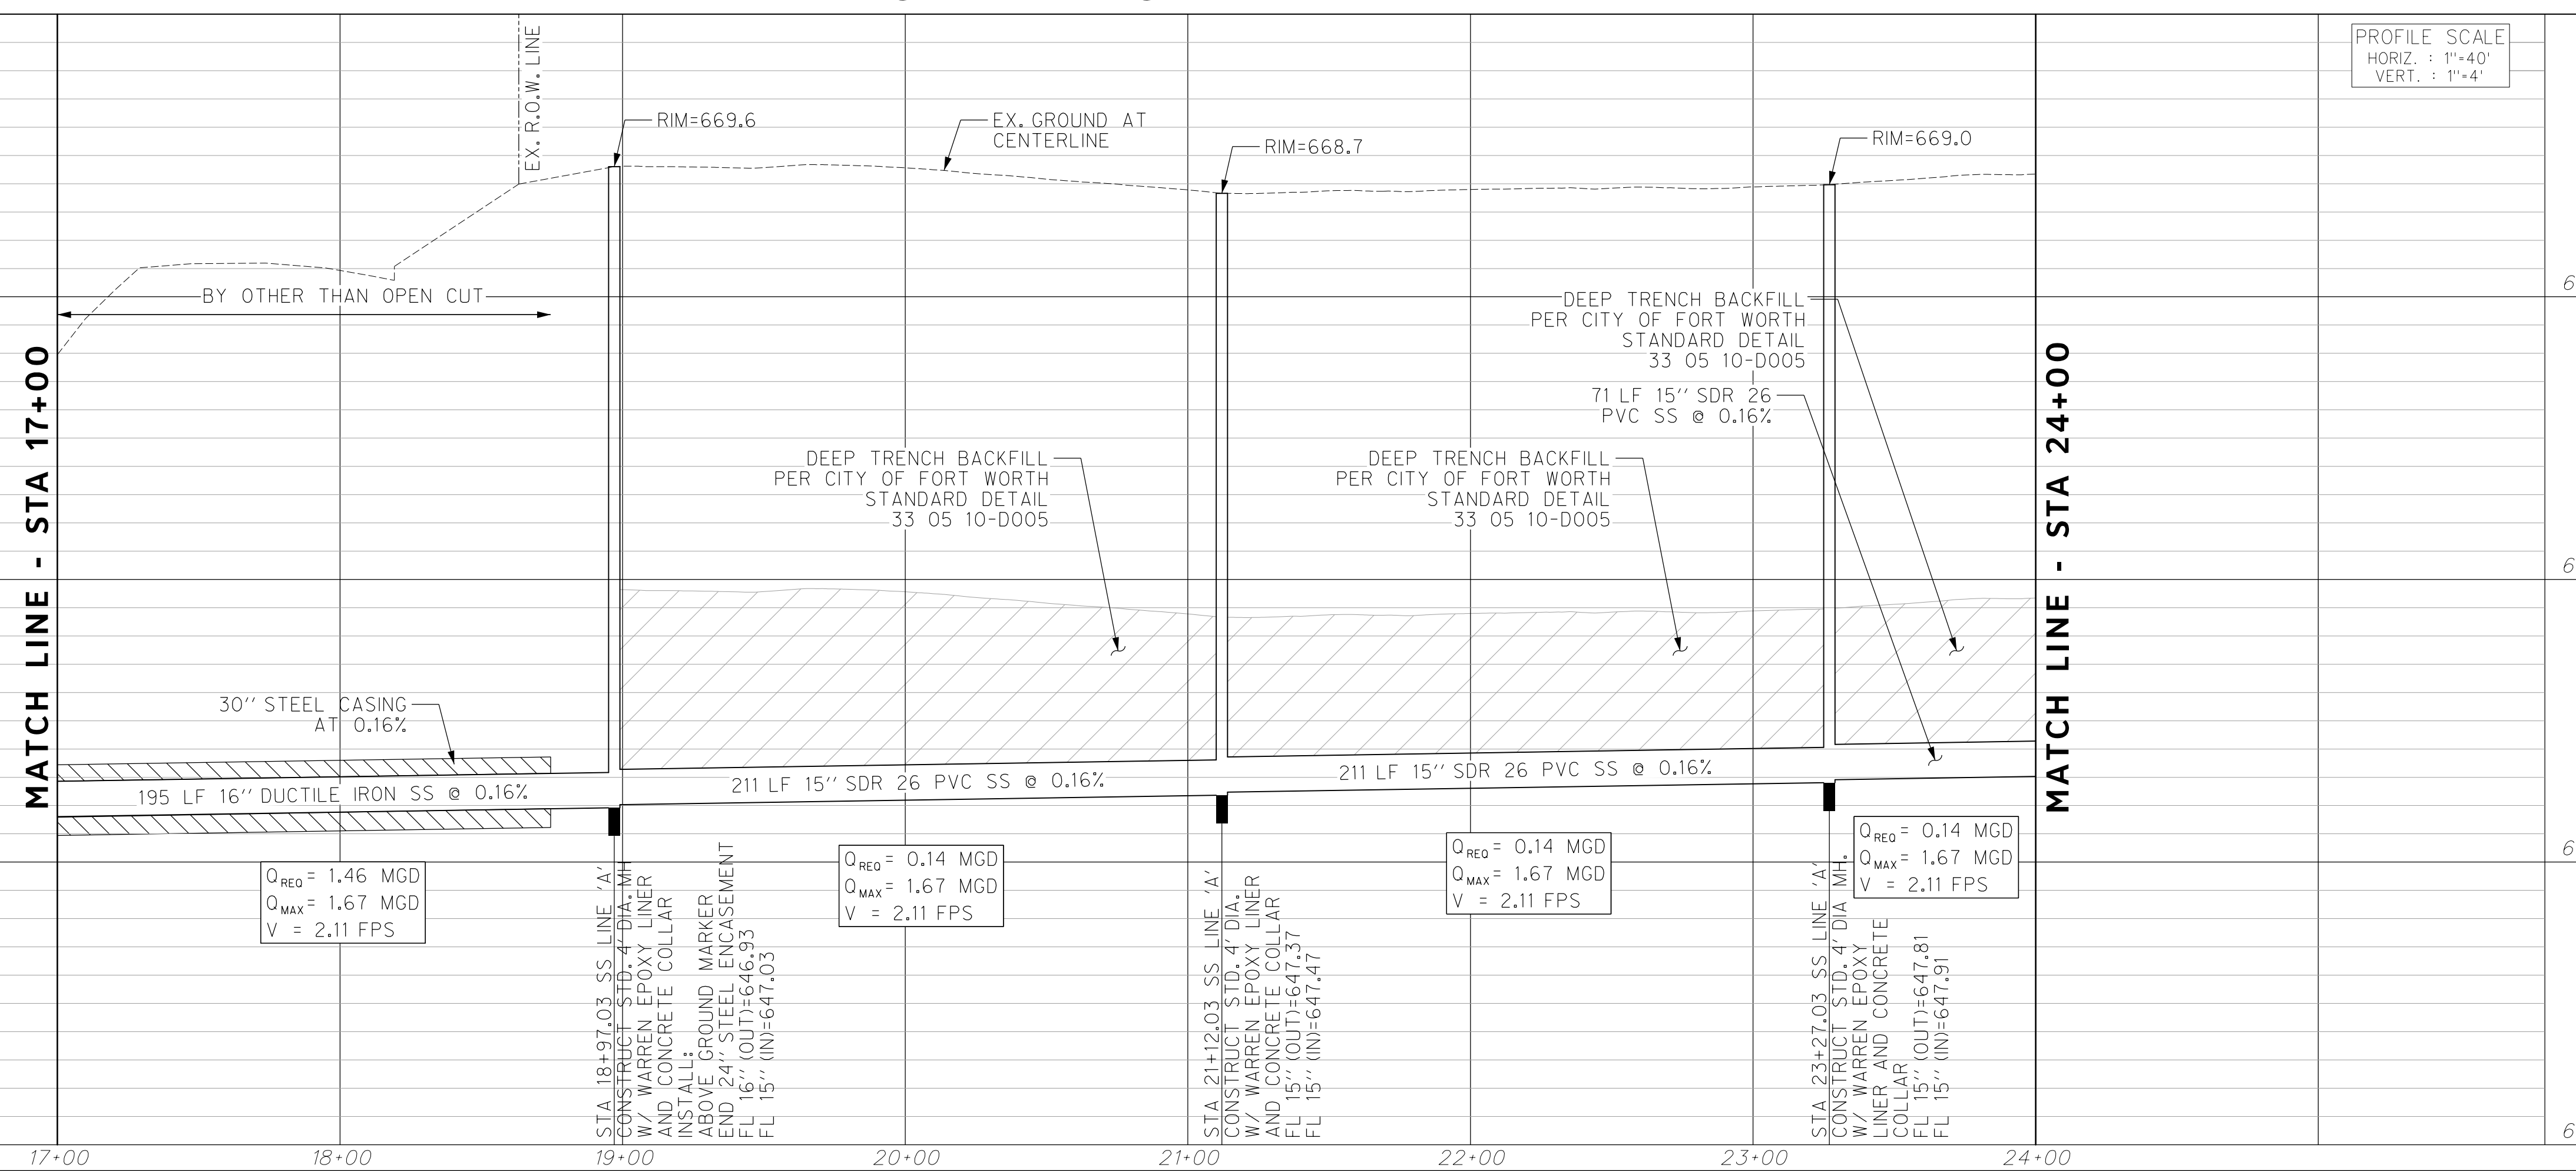 PROFILE SCALE
HORIZ. : 1"=40'
VERT. : 1"=4'
EX. R.O.W. LINE
RIM=669.6
EX. GROUND AT
CENTERLINE
RIM=668.7
RIM=669.0
BY OTHER THAN OPEN CUT
DEEP TRENCH BACKFILL
PER CITY OF FORT WORTH
STANDARD DETAIL
33 05 10-D005
71 LF 15'' SDR 26
PVC SS @ 0.16%
DEEP TRENCH BACKFILL
PER CITY OF FORT WORTH
STANDARD DETAIL
33 05 10-D005
DEEP TRENCH BACKFILL
PER CITY OF FORT WORTH
STANDARD DETAIL
33 05 10-D005
MATCH LINE - STA 17+00
MATCH LINE - STA 24+00
30'' STEEL CASING
AT 0.16%
195 LF 16'' DUCTILE IRON SS @ 0.16%
211 LF 15'' SDR 26 PVC SS @ 0.16%
211 LF 15'' SDR 26 PVC SS @ 0.16%
QREQ= 1.46 MGD
QMAX= 1.67 MGD
V = 2.11 FPS
QREQ= 0.14 MGD
QMAX= 1.67 MGD
V = 2.11 FPS
QREQ= 0.14 MGD
QMAX= 1.67 MGD
V = 2.11 FPS
QREQ= 0.14 MGD
QMAX= 1.67 MGD
V = 2.11 FPS
STA 18+97.03 SS LINE 'A'
CONSTRUCT STD. 4' DIA. MH
W/ WARREN EPOXY LINER
AND CONCRETE COLLAR
INSTALL:
ABOVE GROUND MARKER
END 24'' STEEL ENCASEMENT
FL 16'' (OUT)=646.93
FL 15'' (IN)=647.03
STA 21+12.03 SS LINE 'A'
CONSTRUCT STD. 4' DIA.
W/ WARREN EPOXY LINER
AND CONCRETE COLLAR
FL 15'' (OUT)=647.37
FL 15'' (IN)=647.47
STA 23+27.03 SS LINE 'A'
CONSTRUCT STD. 4' DIA MH.
W/ WARREN EPOXY
LINER AND CONCRETE
COLLAR
FL 15'' (OUT)=647.81
FL 15'' (IN)=647.91
6
6
6
6
17+00
18+00
19+00
20+00
21+00
22+00
23+00
24+00